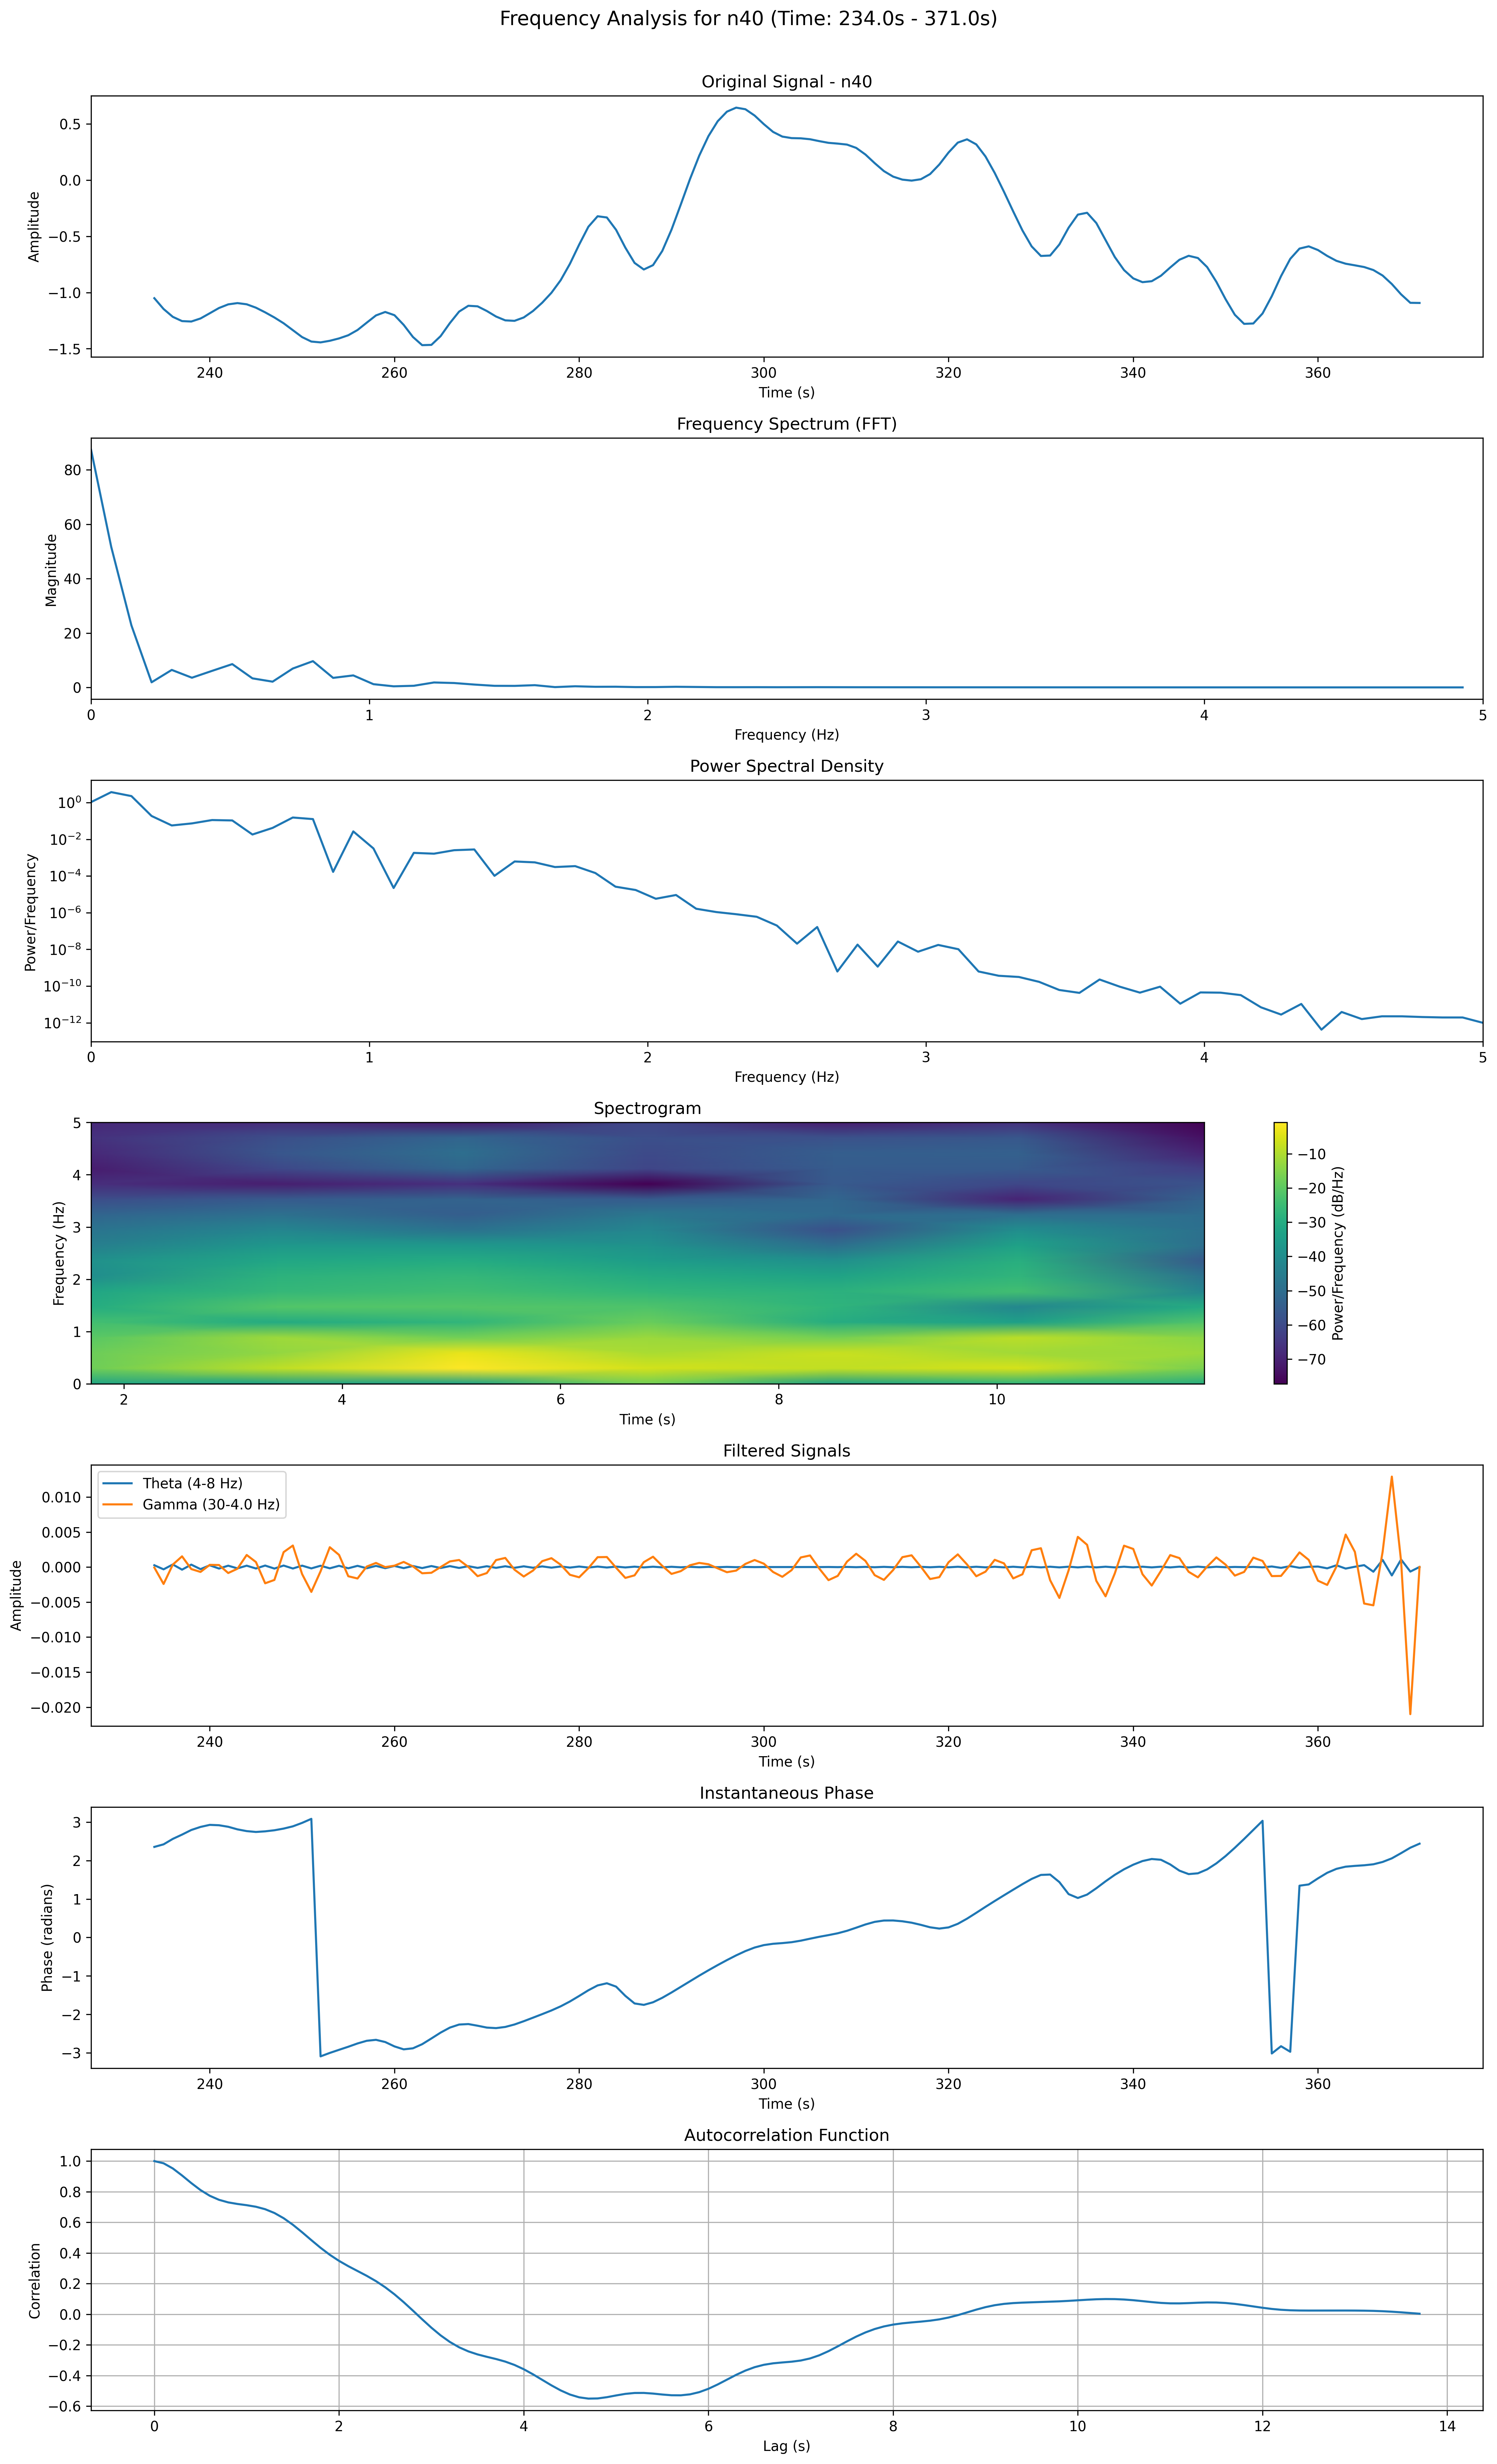 Frequency Analysis for n40 (Time: 234.0s - 371.0s)
Original Signal - n40
Amplitude
0.5
0.0
−0.5
−1.0
−1.5
240 260 280 300 320 340 360
Time (s)
Frequency Spectrum (FFT)
Magnitude
80
60
40
20
0
0 1 2 3 4 5
Frequency (Hz)
Power Spectral Density
Power/Frequency
10⁰
10⁻²
10⁻⁴
10⁻⁶
10⁻⁸
10⁻¹⁰
10⁻¹²
0 1 2 3 4 5
Frequency (Hz)
Spectrogram
Frequency (Hz)
5
4
3
2
1
0
2 4 6 8 10
Time (s)
−10
−20
−30
−40
−50
−60
−70
Power/Frequency (dB/Hz)
Filtered Signals
Theta (4-8 Hz)
Gamma (30-4.0 Hz)
Amplitude
0.010
0.005
0.000
−0.005
−0.010
−0.015
−0.020
240 260 280 300 320 340 360
Time (s)
Instantaneous Phase
Phase (radians)
3
2
1
0
−1
−2
−3
240 260 280 300 320 340 360
Time (s)
Autocorrelation Function
Correlation
1.0
0.8
0.6
0.4
0.2
0.0
−0.2
−0.4
−0.6
0 2 4 6 8 10 12 14
Lag (s)